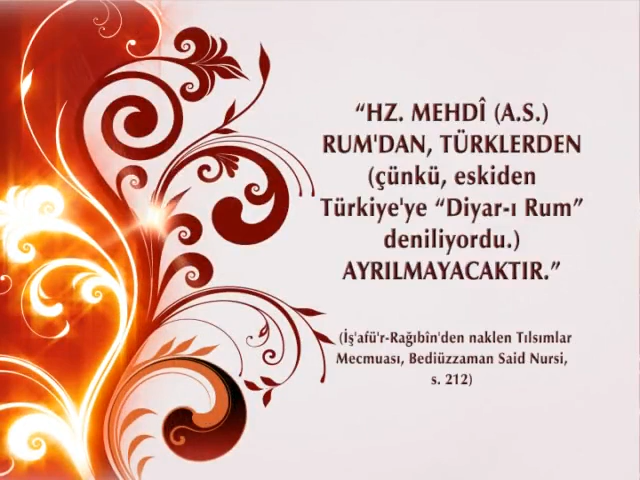 “HZ. MEHDÎ (A.S.)
RUM'DAN, TÜRKLERDEN
(çünkü, eskiden
Türkiye'ye “Diyar-ı Rum”
deniliyordu.)
AYRILMAYACAKTIR.”
(İş'afü'r-Rağıbîn'den naklen Tılsımlar
Mecmuası, Bediüzzaman Said Nursi,
s. 212)